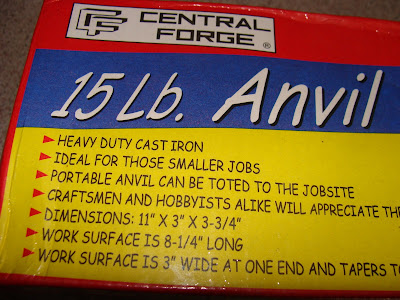 CENTRAL
FORGE ®
15 Lb. Anvil
HEAVY DUTY CAST IRON
IDEAL FOR THOSE SMALLER JOBS
PORTABLE ANVIL CAN BE TOTED TO THE JOBSITE
CRAFTSMEN AND HOBBYISTS ALIKE WILL APPRECIATE
DIMENSIONS: 11" X 3" X 3-3/4"
WORK SURFACE IS 8-1/4" LONG
WORK SURFACE IS 3" WIDE AT ONE END AND TAPERS